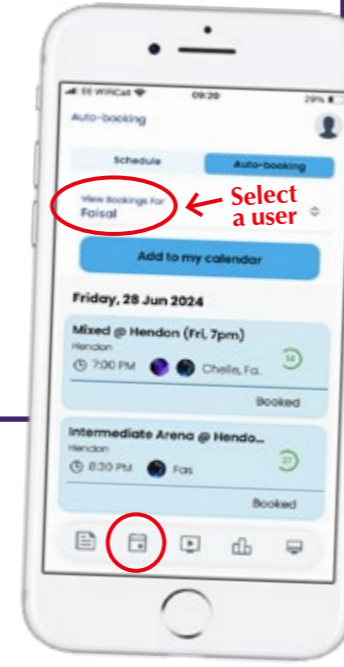 EE WiFiCall 09:20 29%
Auto-booking
Schedule Auto-booking
View Bookings For
Faisal
Select
a user
Add to my calendar
Friday, 28 Jun 2024
Mixed @ Hendon (Fri, 7pm)
Hendon
7:00 PM Chelle, Fa.
Booked
Intermediate Arena @ Hendo...
Hendon
8:30 PM Fas
Booked